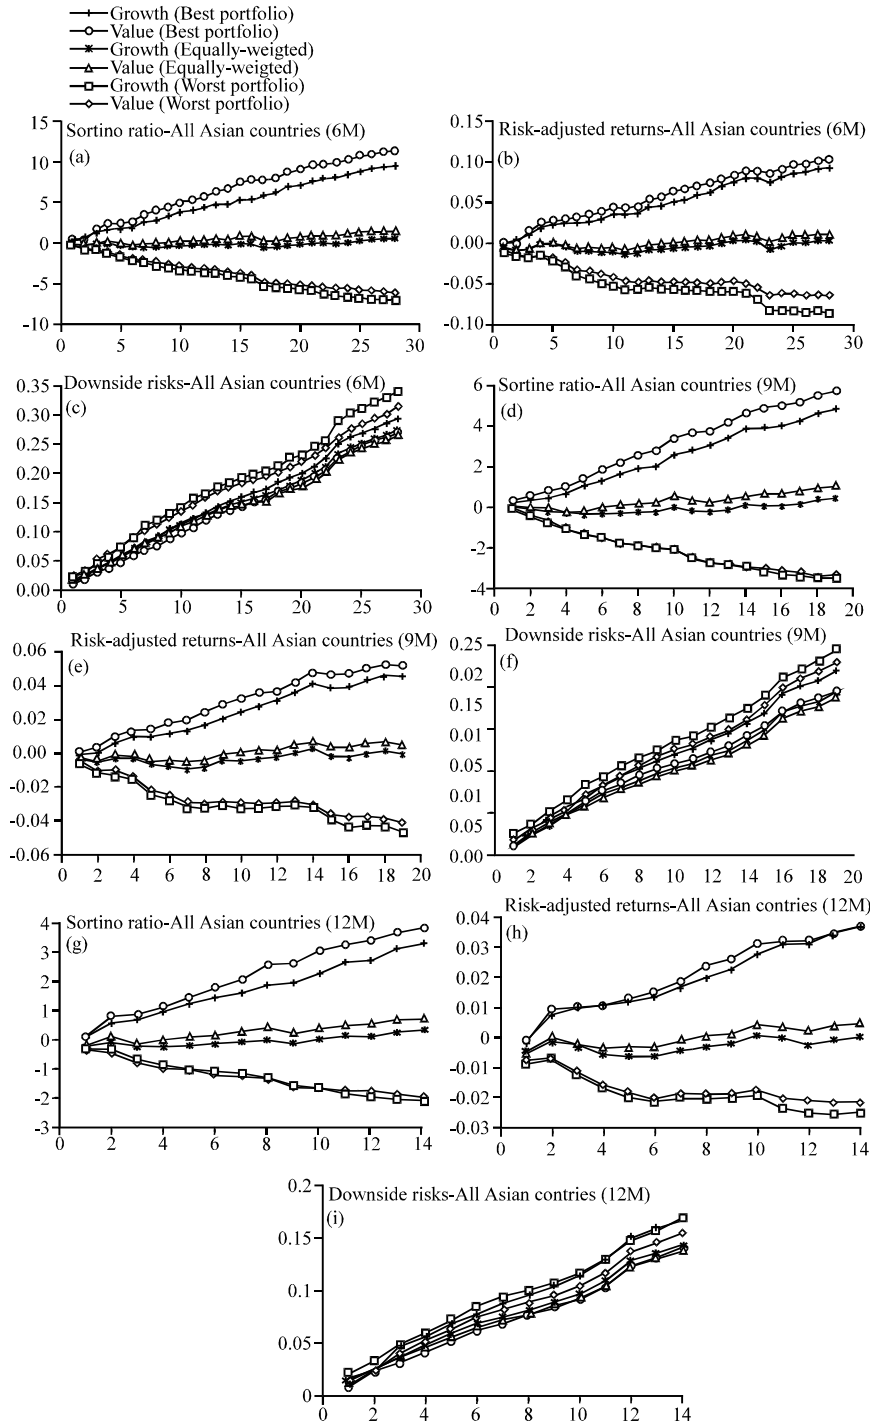 Growth (Best portfolio)
Value (Best portfolio)
Growth (Equally-weigted)
Value (Equally-weigted)
Growth (Worst portfolio)
Value (Worst portfolio)
Sortino ratio-All Asian countries (6M)
(a)
15
10
5
0
-5
-10
0 5 10 15 20 25 30
Risk-adjusted returns-All Asian countries (6M)
(b)
0.15
0.10
0.05
0.00
-0.05
-0.10
0 5 10 15 20 25 30
Downside risks-All Asian countries (6M)
(c)
0.35
0.30
0.25
0.20
0.15
0.10
0.05
0.00
0 5 10 15 20 25 30
Sortine ratio-All Asian countries (9M)
(d)
6
4
2
0
-2
-4
0 2 4 6 8 10 12 14 16 18 20
Risk-adjusted returns-All Asian countries (9M)
(e)
0.06
0.04
0.02
0.00
-0.02
-0.04
-0.06
0 2 4 6 8 10 12 14 16 18 20
Downside risks-All Asian countries (9M)
(f)
0.25
0.15
0.01
0.05
0.01
0.05
0.00
0 2 4 6 8 10 12 14 16 18 20
Sortino ratio-All Asian countries (12M)
(g)
4
3
2
1
0
-1
-2
-3
0 2 4 6 8 10 12 14
Risk-adjusted returns-All Asian contries (12M)
(h)
0.04
0.03
0.02
0.01
0
-0.01
-0.02
-0.03
0 2 4 6 8 10 12 14
Downside risks-All Asian contries (12M)
(i)
0.2
0.15
0.1
0.05
0
0 2 4 6 8 10 12 14